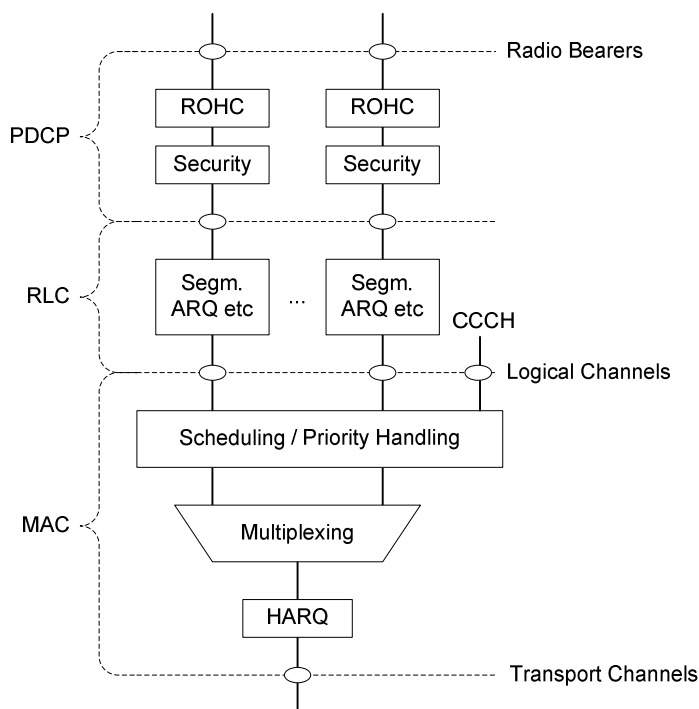 Radio Bearers
ROHC
ROHC
PDCP
Security
Security
Segm.
ARQ etc
...
Segm.
ARQ etc
RLC
CCCH
Logical Channels
Scheduling / Priority Handling
MAC
Multiplexing
HARQ
Transport Channels